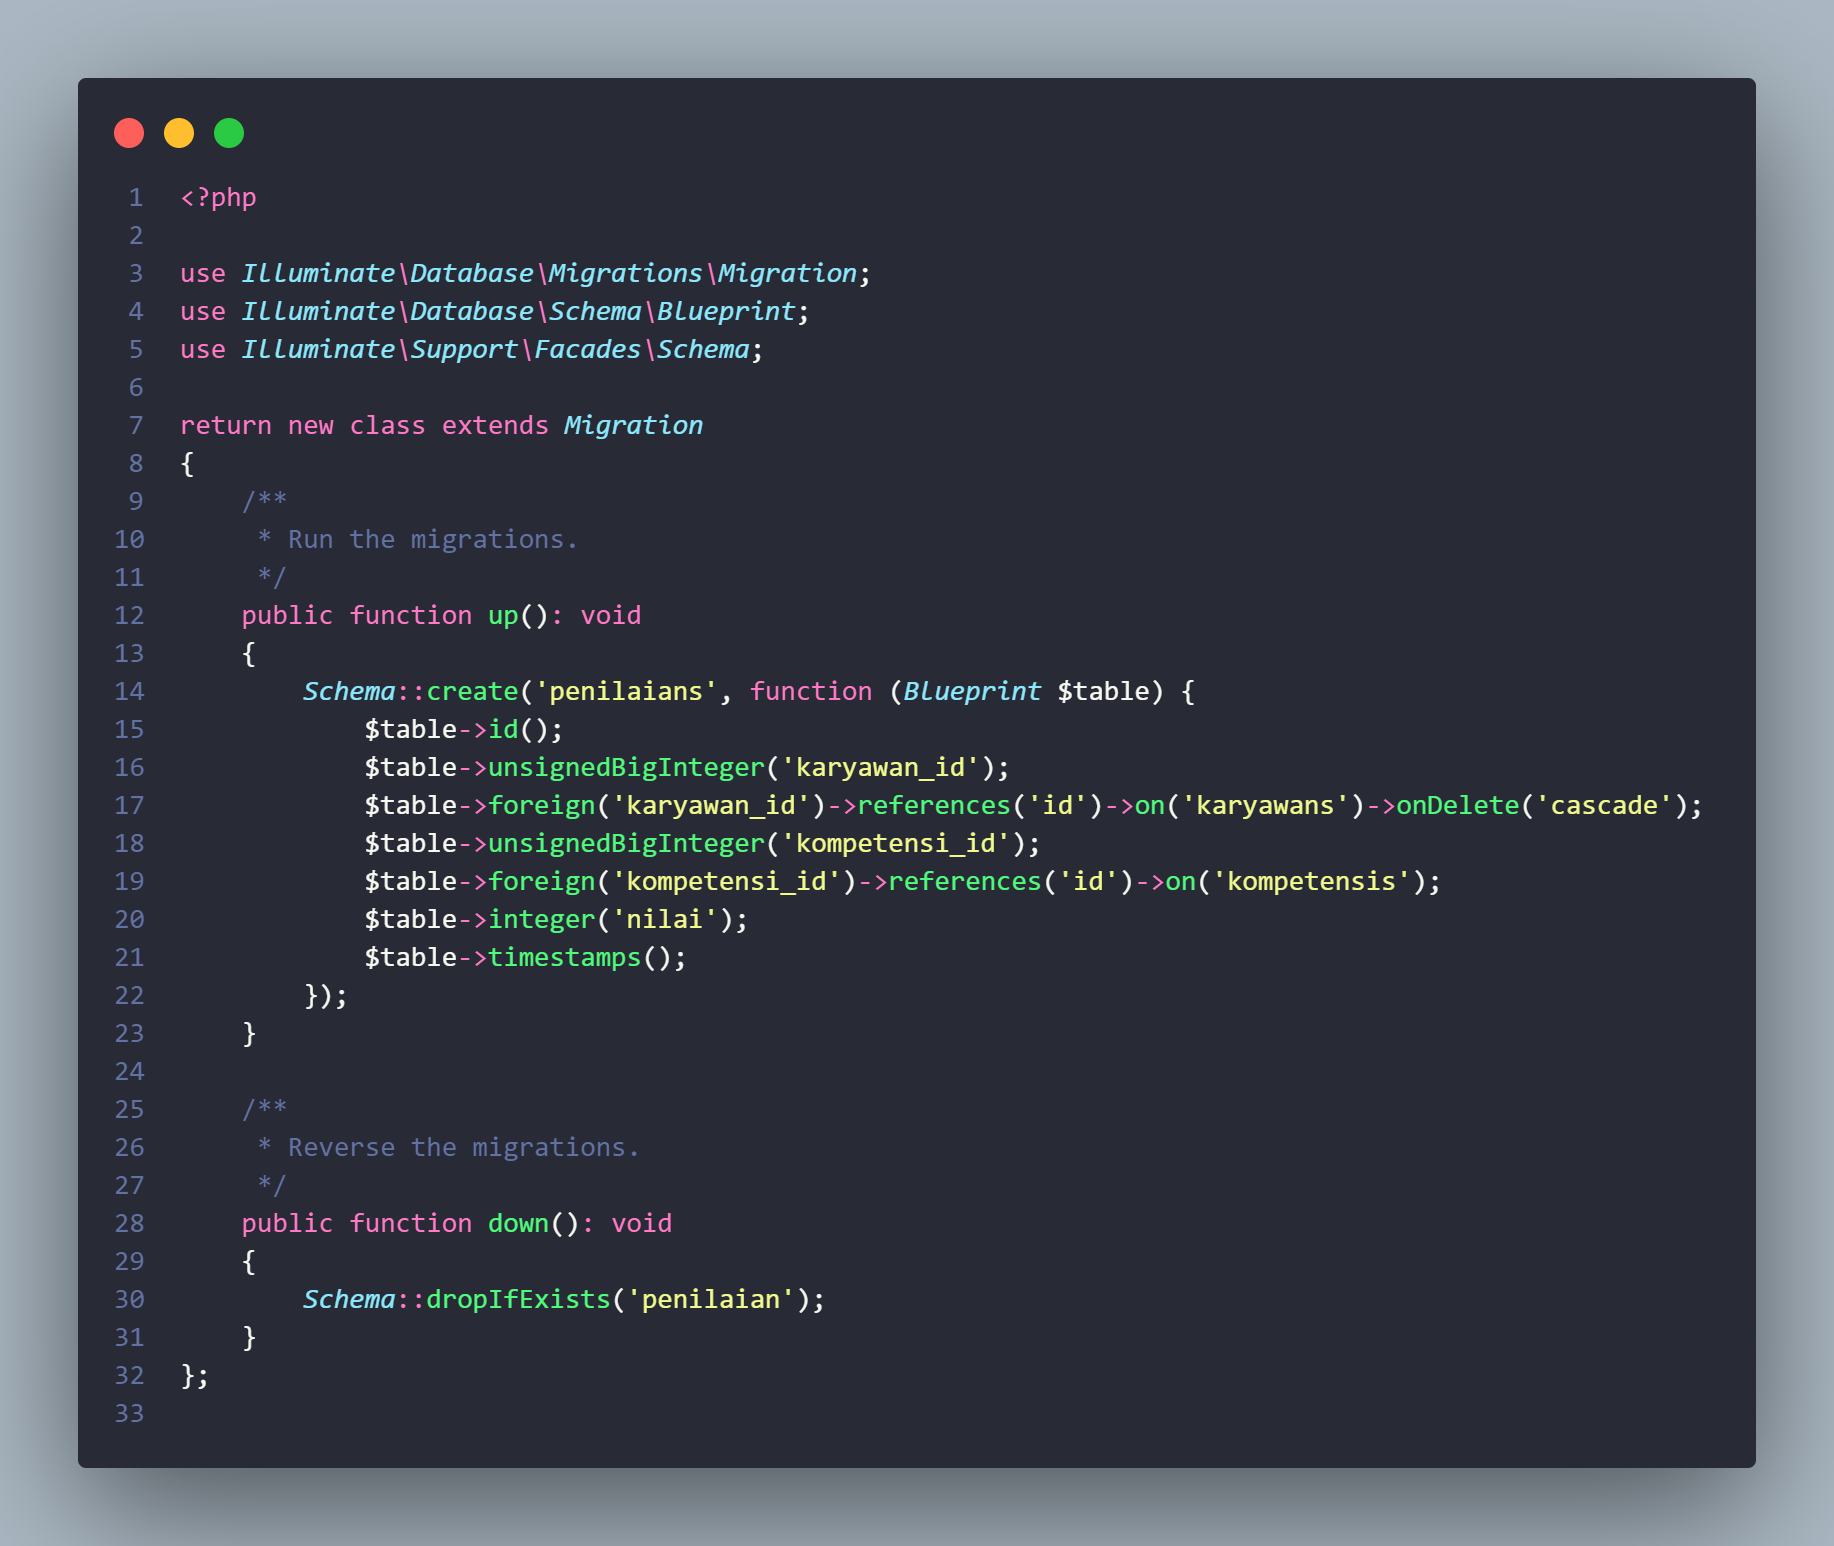 1 <?php
2
3 use Illuminate\Database\Migrations\Migration;
4 use Illuminate\Database\Schema\Blueprint;
5 use Illuminate\Support\Facades\Schema;
6
7 return new class extends Migration
8 {
9     /**
10      * Run the migrations.
11      */
12     public function up(): void
13     {
14         Schema::create('penilaians', function (Blueprint $table) {
15             $table->id();
16             $table->unsignedBigInteger('karyawan_id');
17             $table->foreign('karyawan_id')->references('id')->on('karyawans')->onDelete('cascade');
18             $table->unsignedBigInteger('kompetensi_id');
19             $table->foreign('kompetensi_id')->references('id')->on('kompetensis');
20             $table->integer('nilai');
21             $table->timestamps();
22         });
23     }
24
25     /**
26      * Reverse the migrations.
27      */
28     public function down(): void
29     {
30         Schema::dropIfExists('penilaian');
31     }
32 };
33